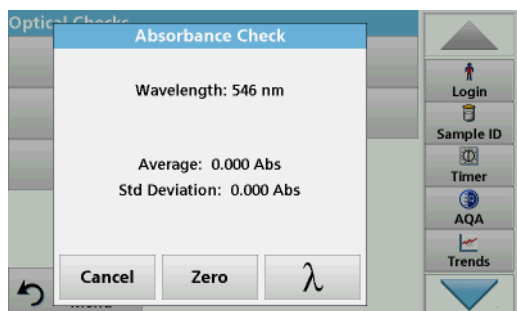 Optic
Absorbance Check
Wavelength: 546 nm
Average: 0.000 Abs
Std Deviation: 0.000 Abs
Cancel
Zero
λ
Login
Sample ID
Timer
AQA
Trends